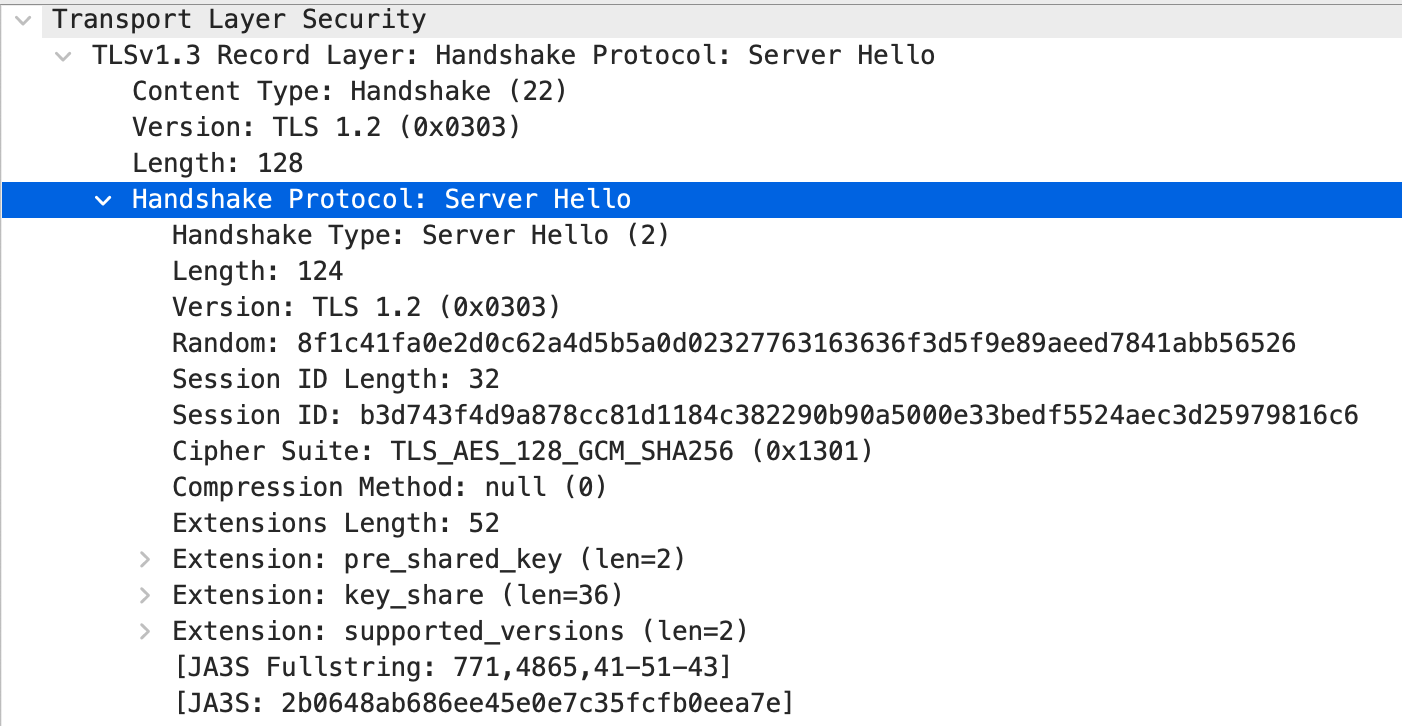 Transport Layer Security
TLSv1.3 Record Layer: Handshake Protocol: Server Hello
Content Type: Handshake (22)
Version: TLS 1.2 (0x0303)
Length: 128
Handshake Protocol: Server Hello
Handshake Type: Server Hello (2)
Length: 124
Version: TLS 1.2 (0x0303)
Random: 8f1c41fa0e2d0c62a4d5b5a0d02327763163636f3d5f9e89aeed7841abb56526
Session ID Length: 32
Session ID: b3d743f4d9a878cc81d1184c382290b90a5000e33bedf5524aec3d25979816c6
Cipher Suite: TLS_AES_128_GCM_SHA256 (0x1301)
Compression Method: null (0)
Extensions Length: 52
Extension: pre_shared_key (len=2)
Extension: key_share (len=36)
Extension: supported_versions (len=2)
[JA3S Fullstring: 771,4865,41-51-43]
[JA3S: 2b0648ab686ee45e0e7c35fcfb0eea7e]